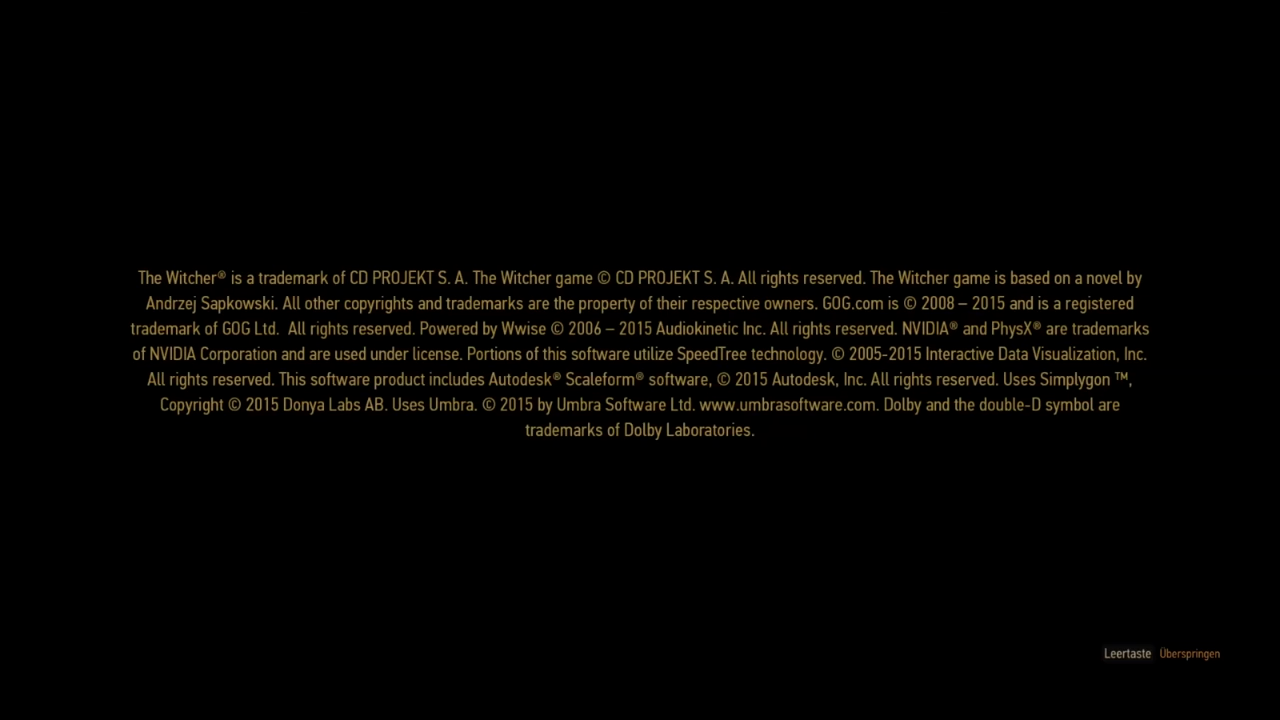 The Witcher® is a trademark of CD PROJEKT S. A. The Witcher game © CD PROJEKT S. A. All rights reserved. The Witcher game is based on a novel by
Andrzej Sapkowski. All other copyrights and trademarks are the property of their respective owners. GOG.com is © 2008 – 2015 and is a registered
trademark of GOG Ltd.  All rights reserved. Powered by Wwise © 2006 – 2015 Audiokinetic Inc. All rights reserved. NVIDIA® and PhysX® are trademarks
of NVIDIA Corporation and are used under license. Portions of this software utilize SpeedTree technology. © 2005-2015 Interactive Data Visualization, Inc.
All rights reserved. This software product includes Autodesk® Scaleform® software, © 2015 Autodesk, Inc. All rights reserved. Uses Simplygon ™,
Copyright © 2015 Donya Labs AB. Uses Umbra. © 2015 by Umbra Software Ltd. www.umbrasoftware.com. Dolby and the double-D symbol are
trademarks of Dolby Laboratories.
Leertaste Überspringen